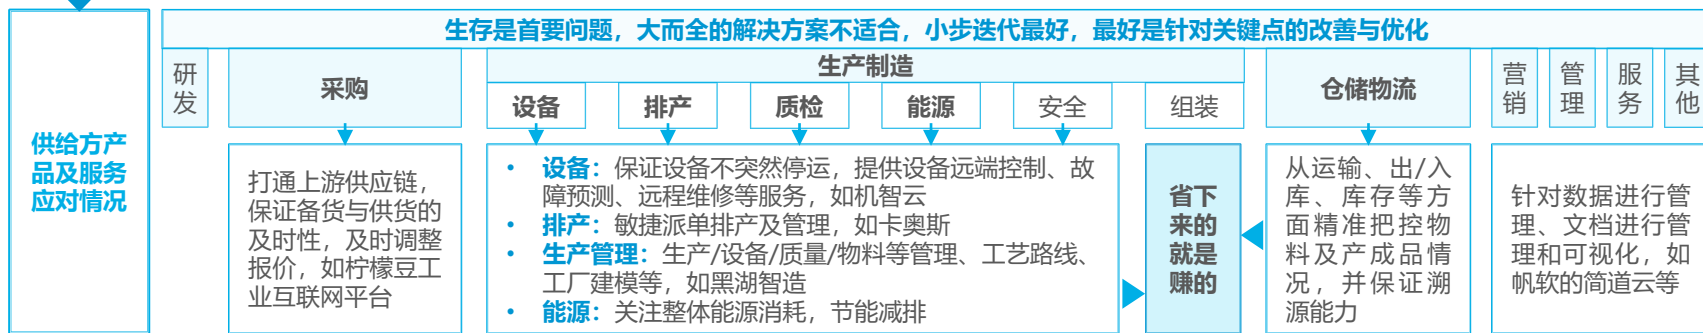 生存是首要问题，大而全的解决方案不适合，小步迭代最好，最好是针对关键点的改善与优化
供给方产
品及服务
应对情况
研
发
采购
生产制造
设备
排产
质检
能源
安全
组装
仓储物流
营
销
管
理
服
务
其
他
打通上游供应链，
保证备货与供货的
及时性，及时调整
报价，如柠檬豆工
业互联网平台
• 设备：保证设备不突然停运，提供设备远端控制、故
障预测、远程维修等服务，如机智云
• 排产：敏捷派单排产及管理，如卡奥斯
• 生产管理：生产/设备/质量/物料等管理、工艺路线、
工厂建模等，如黑湖智造
• 能源：关注整体能源消耗，节能减排
省下
来的
就是
赚的
从运输、出/入
库、库存等方
面精准把控物
料及产成品情
况，并保证溯
源能力
针对数据进行管
理、文档进行管
理和可视化，如
帆软的简道云等